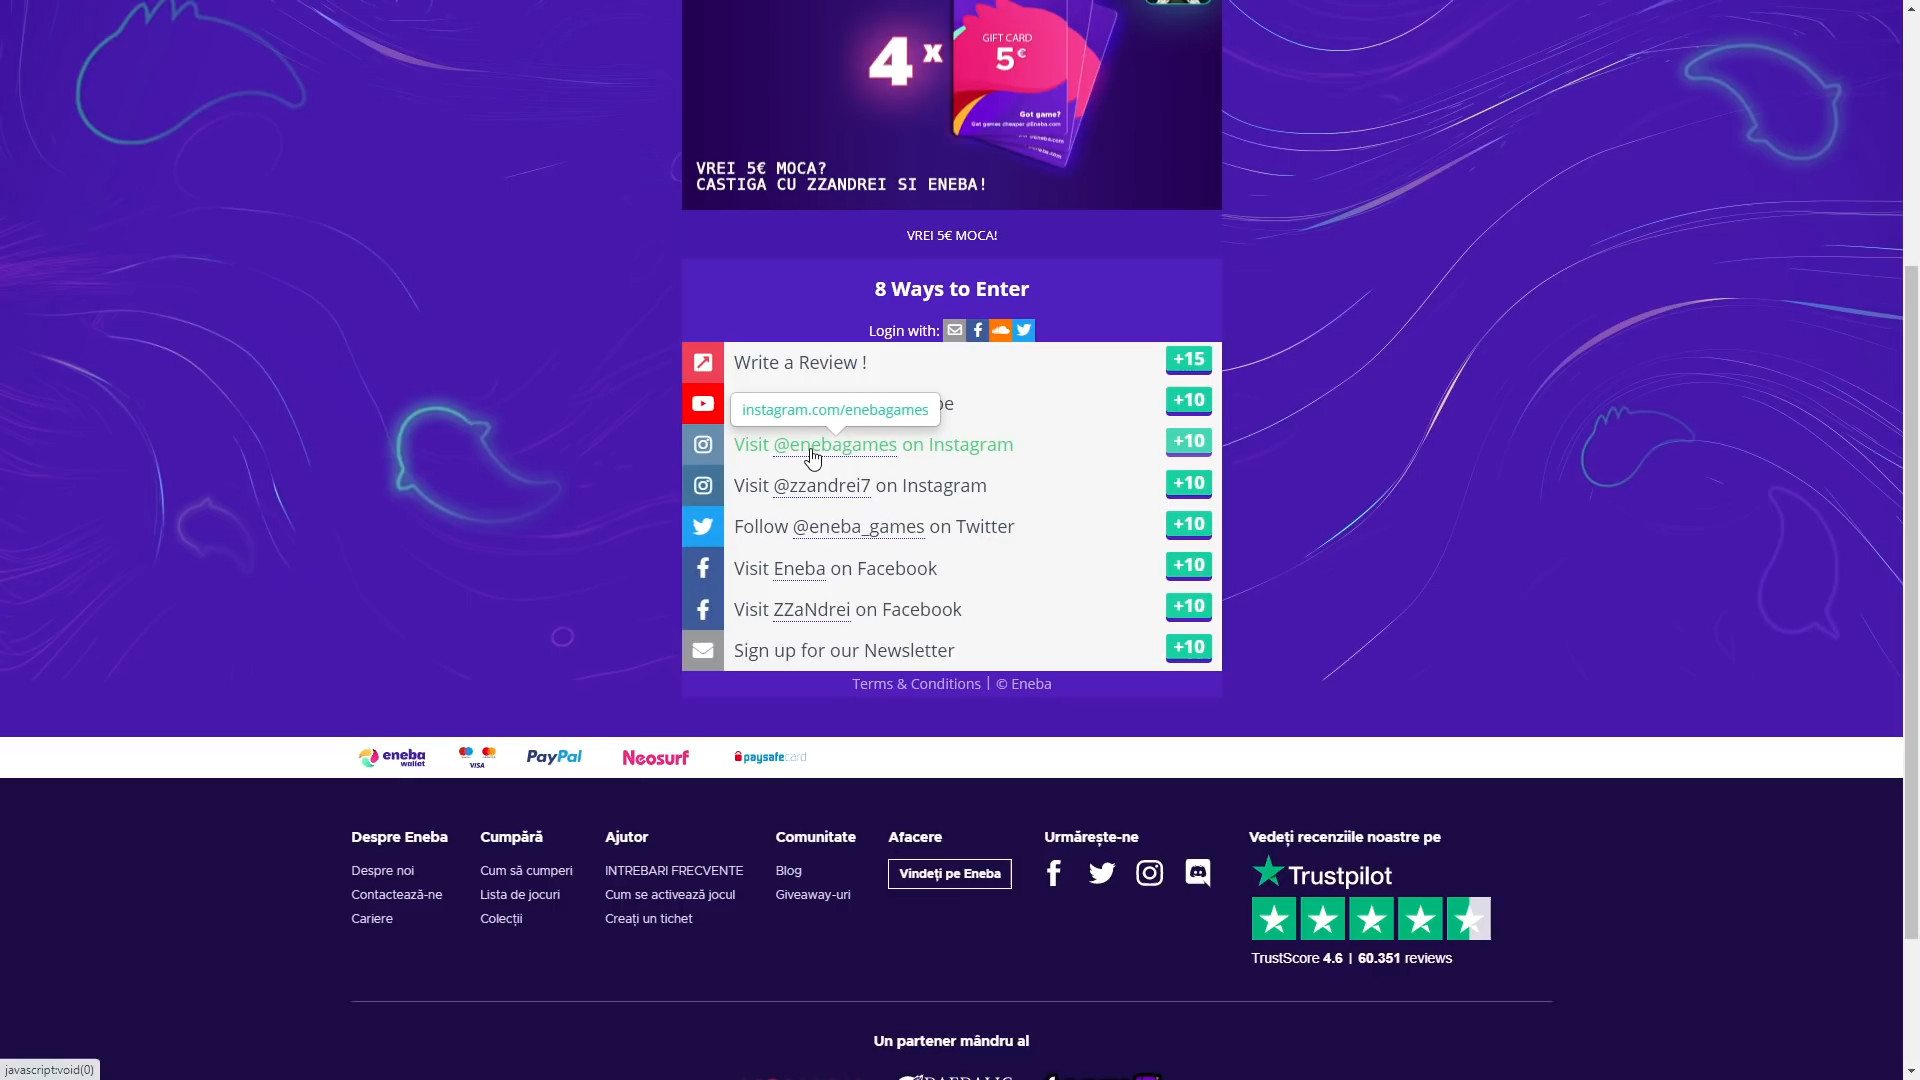 4x
GIFT CARD
5€
Got game?
Get games cheaper @Eneba.com
VREI 5€ MOCA?
CASTIGA CU ZZANDREI SI ENEBA!
VREI 5€ MOCA!
8 Ways to Enter
Login with:
Write a Review !
+15
instagram.com/enebagames
+10
Visit @enebagames on Instagram
+10
Visit @zzandrei7 on Instagram
+10
Follow @eneba_games on Twitter
+10
Visit Eneba on Facebook
+10
Visit ZZaNdrei on Facebook
+10
Sign up for our Newsletter
+10
Terms & Conditions | © Eneba
eneba wallet
VISA
PayPal
Neosurf
paysafecard
Despre Eneba
Despre noi
Contactează-ne
Cariere
Cumpără
Cum să cumperi
Lista de jocuri
Colecții
Ajutor
INTREBARI FRECVENTE
Cum se activează jocul
Creați un tichet
Comunitate
Blog
Giveaway-uri
Afacere
Vindeți pe Eneba
Urmărește-ne
Vedeți recenziile noastre pe
Trustpilot
TrustScore 4.6 | 60.351 reviews
Un partener mândru al
javascript:void(0)